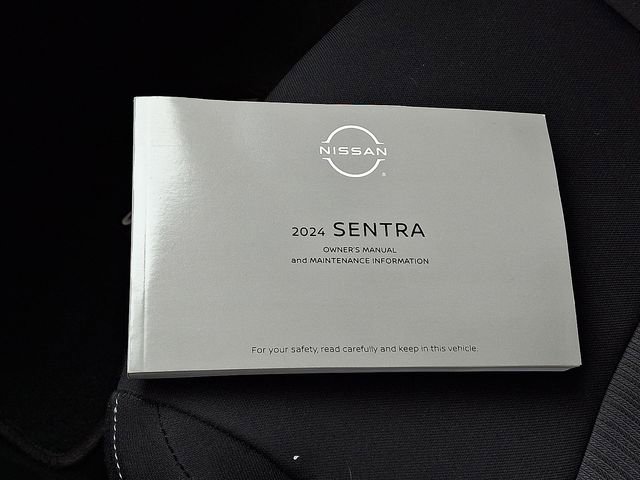 NISSAN
2024 SENTRA
OWNER'S MANUAL
and MAINTENANCE INFORMATION
For your safety, read carefully and keep in this vehicle.